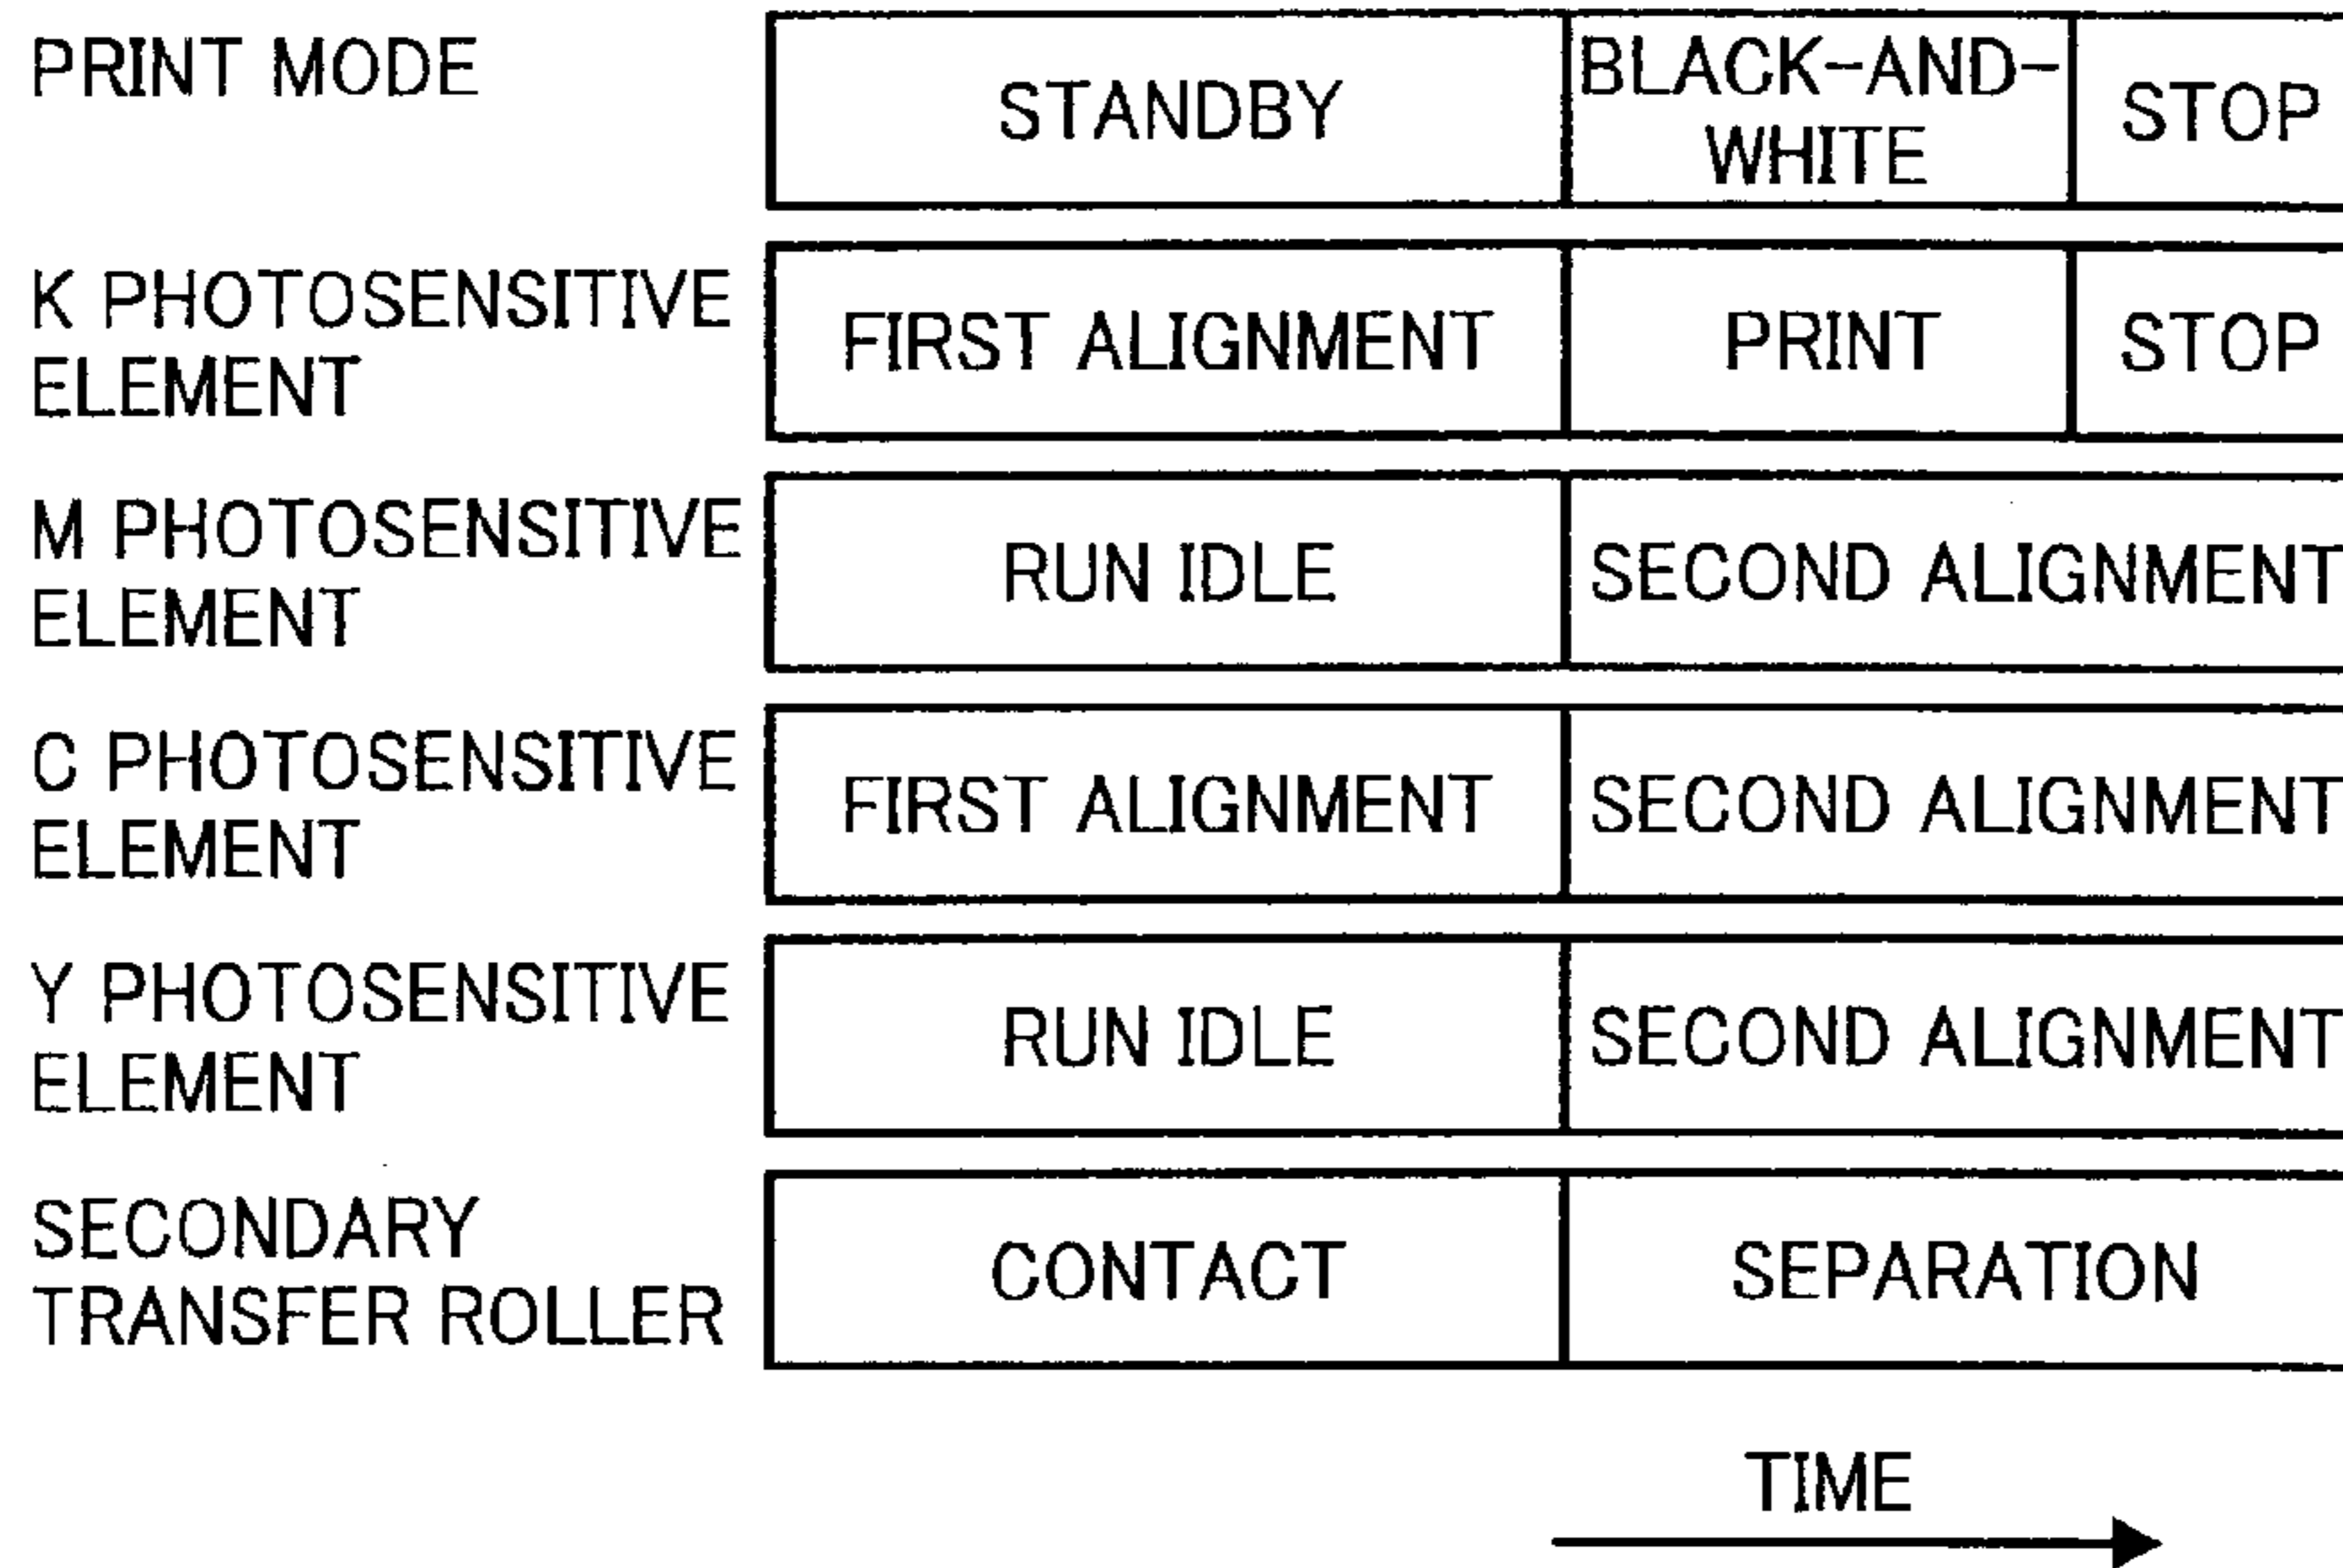 PRINT MODE
STANDBY
BLACK-AND-
WHITE
STOP
K PHOTOSENSITIVE
ELEMENT
FIRST ALIGNMENT
PRINT
STOP
M PHOTOSENSITIVE
ELEMENT
RUN IDLE
SECOND ALIGNMENT
C PHOTOSENSITIVE
ELEMENT
FIRST ALIGNMENT
SECOND ALIGNMENT
Y PHOTOSENSITIVE
ELEMENT
RUN IDLE
SECOND ALIGNMENT
SECONDARY
TRANSFER ROLLER
CONTACT
SEPARATION
TIME